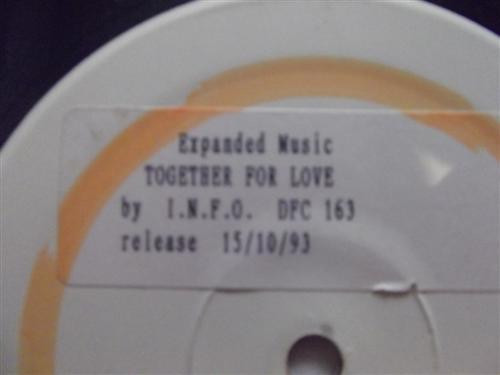 Expanded Music
TOGETHER FOR LOVE
by I.N.F.O. DFC 163
release 15/10/93